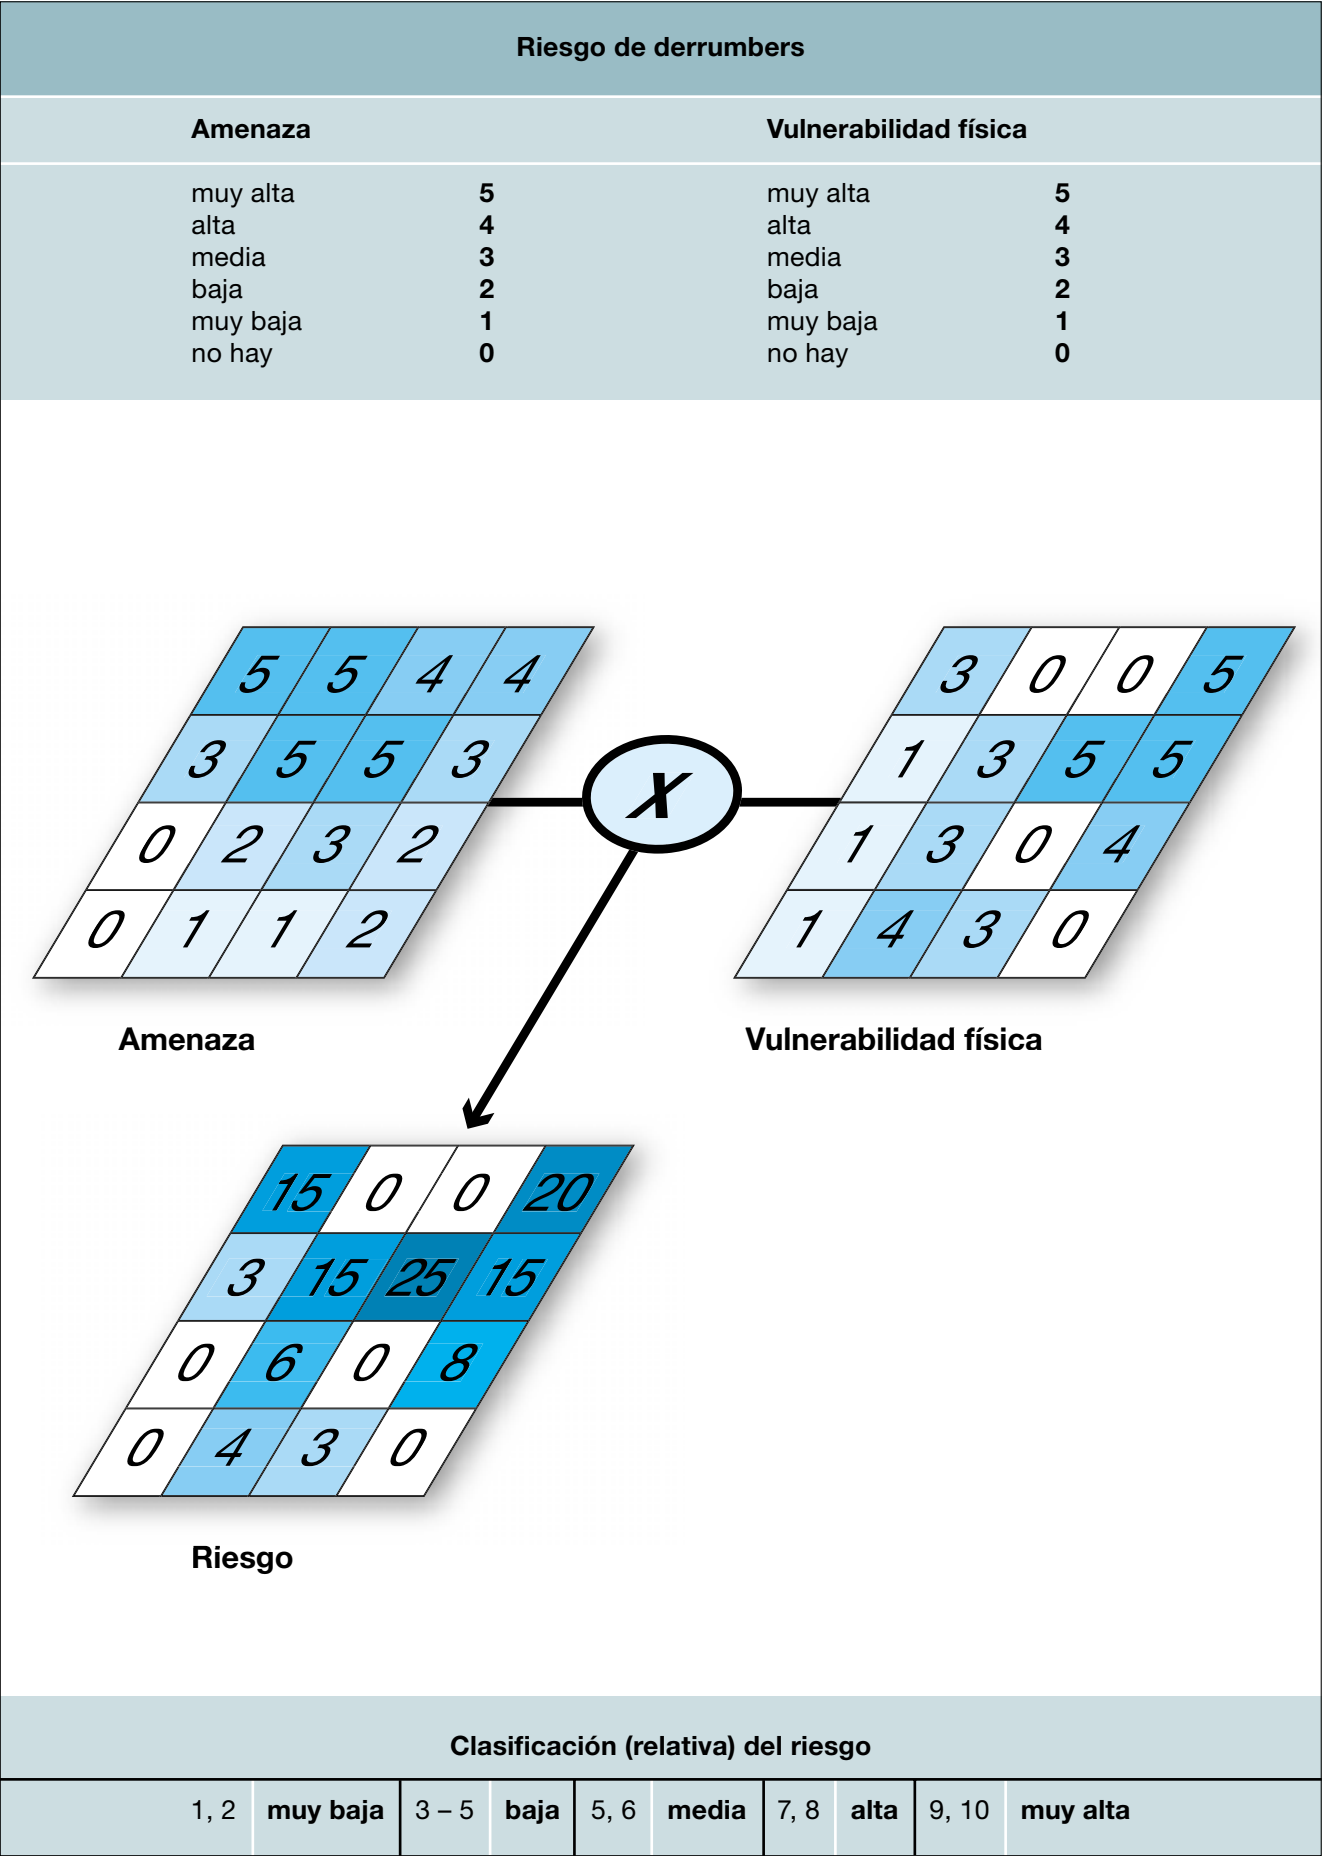 Riesgo de derrumbers
Amenaza Vulnerabilidad física
muy alta 5 muy alta 5
alta 4 alta 4
media 3 media 3
baja 2 baja 2
muy baja 1 muy baja 1
no hay 0 no hay 0
5 5 4 4 3 0 0 5
3 5 5 3 1 3 5 5
X
0 2 3 2 1 3 0 4
0 1 1 2 1 4 3 0
Amenaza Vulnerabilidad física
15 0 0 20
3 15 25 15
0 6 0 8
0 4 3 0
Riesgo
Clasificación (relativa) del riesgo
1, 2 muy baja 3 – 5 baja 5, 6 media 7, 8 alta 9, 10 muy alta